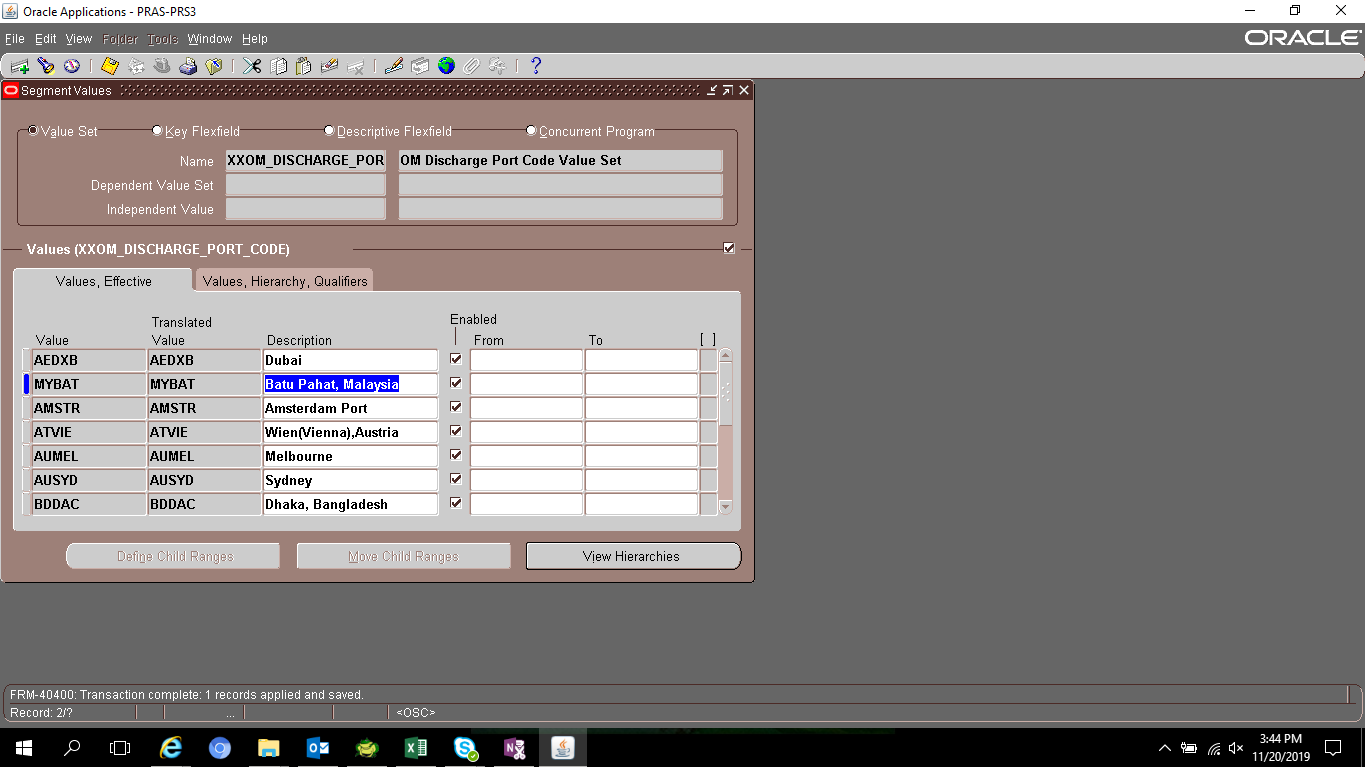 Oracle Applications - PRAS-PRS3
File Edit View Folder Tools Window Help
ORACLE
Segment Values
Value Set Key Flexfield Descriptive Flexfield Concurrent Program
Name XXOM_DISCHARGE_POR OM Discharge Port Code Value Set
Dependent Value Set
Independent Value
Values (XXOM_DISCHARGE_PORT_CODE)
Values, Effective Values, Hierarchy, Qualifiers
Translated Enabled
Value Value Description From To [ ]
AEDXB AEDXB Dubai
MYBAT MYBAT Batu Pahat, Malaysia
AMSTR AMSTR Amsterdam Port
ATVIE ATVIE Wien(Vienna),Austria
AUMEL AUMEL Melbourne
AUSYD AUSYD Sydney
BDDAC BDDAC Dhaka, Bangladesh
Define Child Ranges Move Child Ranges View Hierarchies
FRM-40400: Transaction complete: 1 records applied and saved.
Record: 2/? ... <OSC>
3:44 PM
11/20/2019